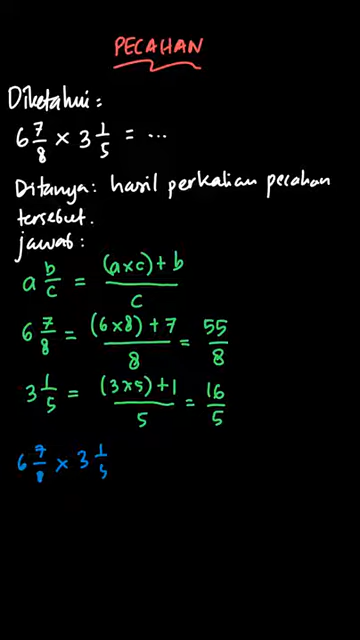 PECAHAN
Diketahui:
6 7/8 × 3 1/5 = ...
Ditanya: hasil perkalian pecahan
tersebut.
jawab:
a b/c = (a×c)+b / c
6 7/8 = (6×8)+7 / 8 = 55/8
3 1/5 = (3×5)+1 / 5 = 16/5
6 7/8 × 3 1/5